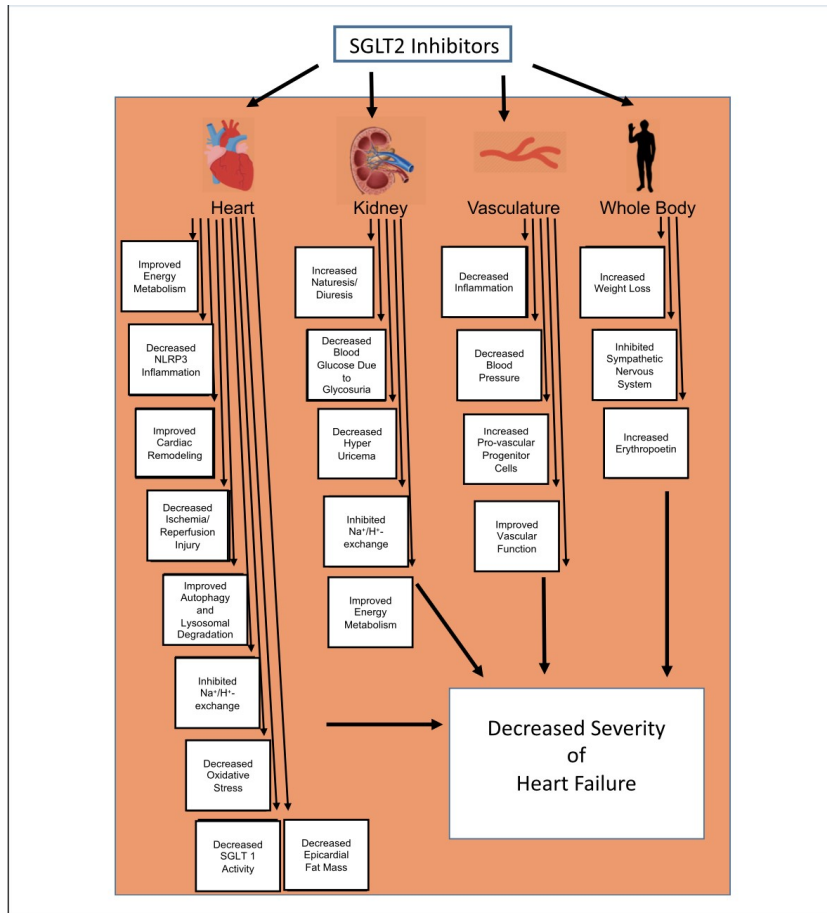 SGLT2 Inhibitors
Heart
Kidney
Vasculature
Whole Body
Improved
Energy
Metabolism
Decreased
NLRP3
Inflammation
Improved
Cardiac
Remodeling
Decreased
Ischemia/
Reperfusion
Injury
Improved
Autophagy
and
Lysosomal
Degradation
Inhibited
Na⁺/H⁺-
exchange
Decreased
Oxidative
Stress
Decreased
SGLT 1
Activity
Decreased
Epicardial
Fat Mass
Increased
Naturesis/
Diuresis
Decreased
Blood
Glucose Due
to
Glycosuria
Decreased
Hyper
Uricema
Inhibited
Na⁺/H⁺-
exchange
Improved
Energy
Metabolism
Decreased
Inflammation
Decreased
Blood
Pressure
Increased
Pro-vascular
Progenitor
Cells
Improved
Vascular
Function
Increased
Weight Loss
Inhibited
Sympathetic
Nervous
System
Increased
Erythropoetin
Decreased Severity
of
Heart Failure